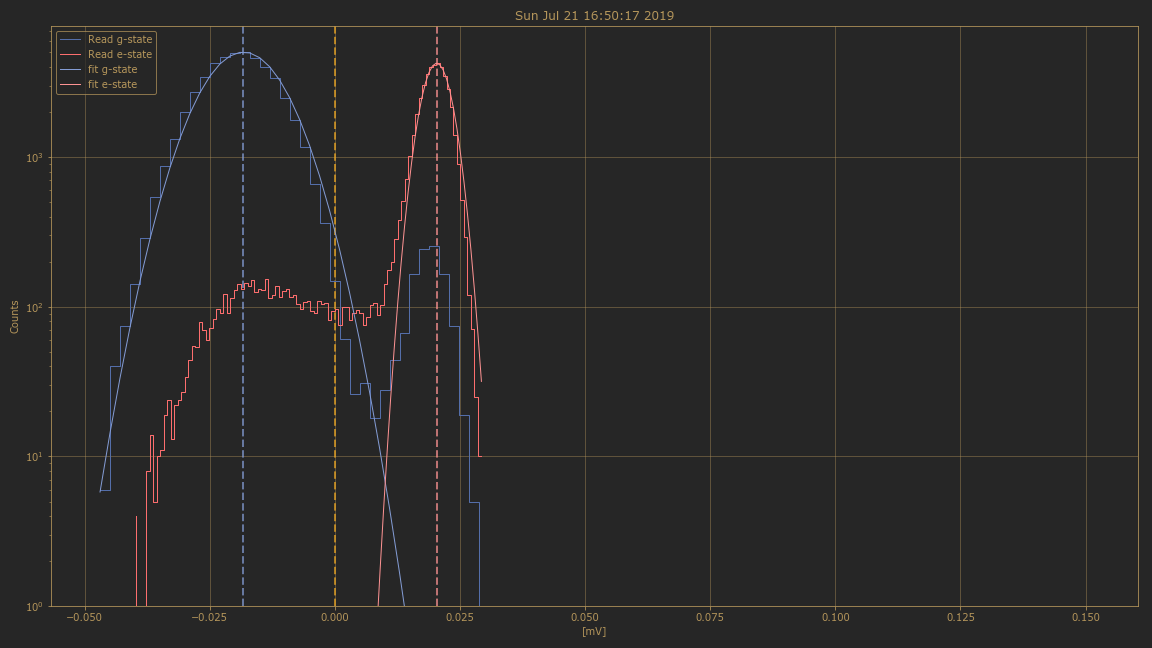 Sun Jul 21 16:50:17 2019
Read g-state
Read e-state
fit g-state
fit e-state
10³
10²
10¹
10⁰
Counts
−0.050 −0.025 0.000 0.025 0.050 0.075 0.100 0.125 0.150
[mV]